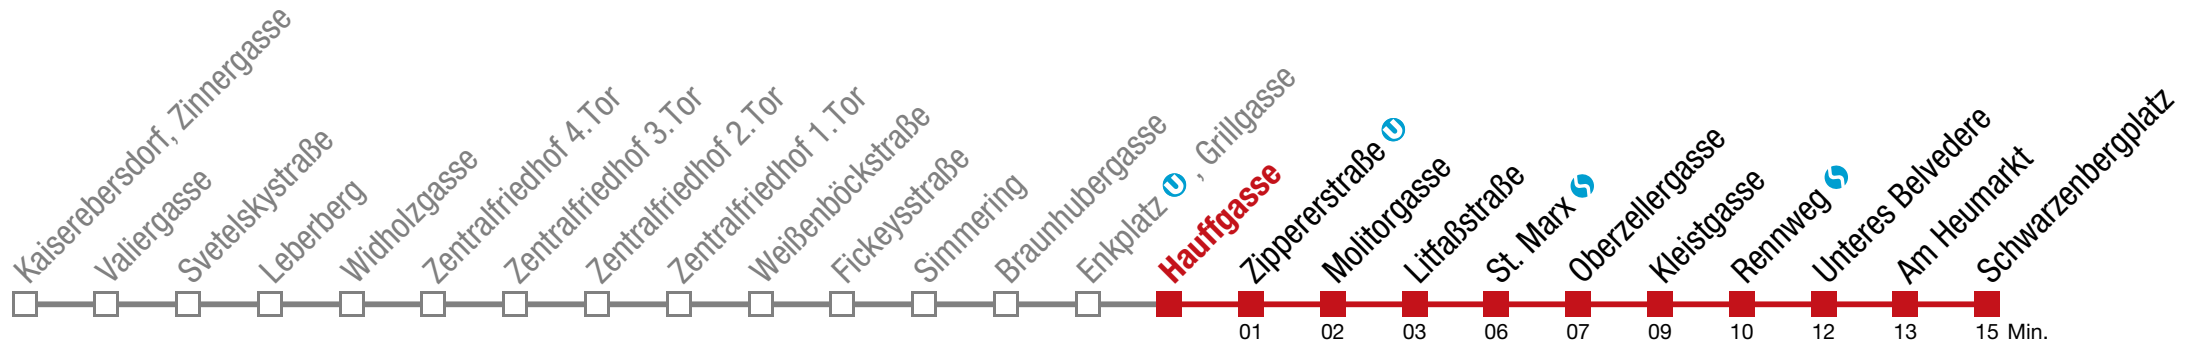 Kaiserebersdorf, Zinnergasse
Valiergasse
Svetelskystraße
Leberberg
Widholzgasse
Zentralfriedhof 4.Tor
Zentralfriedhof 3.Tor
Zentralfriedhof 2.Tor
Zentralfriedhof 1.Tor
Weißenböckstraße
Fickeysstraße
Simmering
Braunhubergasse
Enkplatz U , Grillgasse
Hauffgasse
Zippererstraße U
Molitorgasse
Litfaßstraße
St. Marx S
Oberzellergasse
Kleistgasse
Rennweg S
Unteres Belvedere
Am Heumarkt
Schwarzenbergplatz
01 02 03 06 07 09 10 12 13 15 Min.